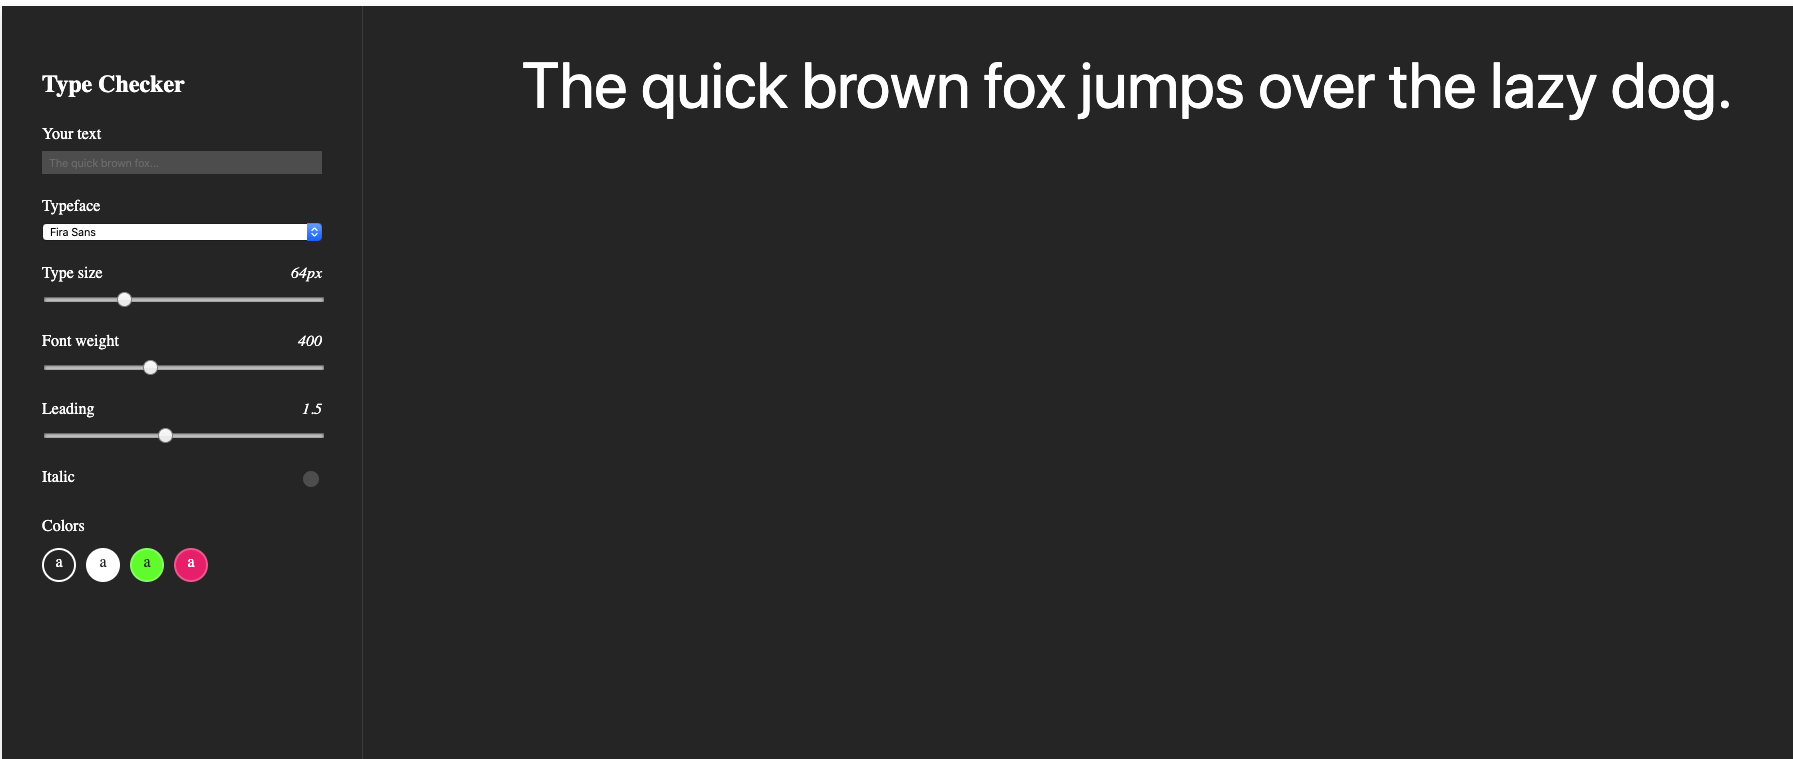 Type Checker
The quick brown fox jumps over the lazy dog.
Your text
The quick brown fox...
Typeface
Fira Sans
Type size 64px
Font weight 400
Leading 1.5
Italic
Colors
a a a a